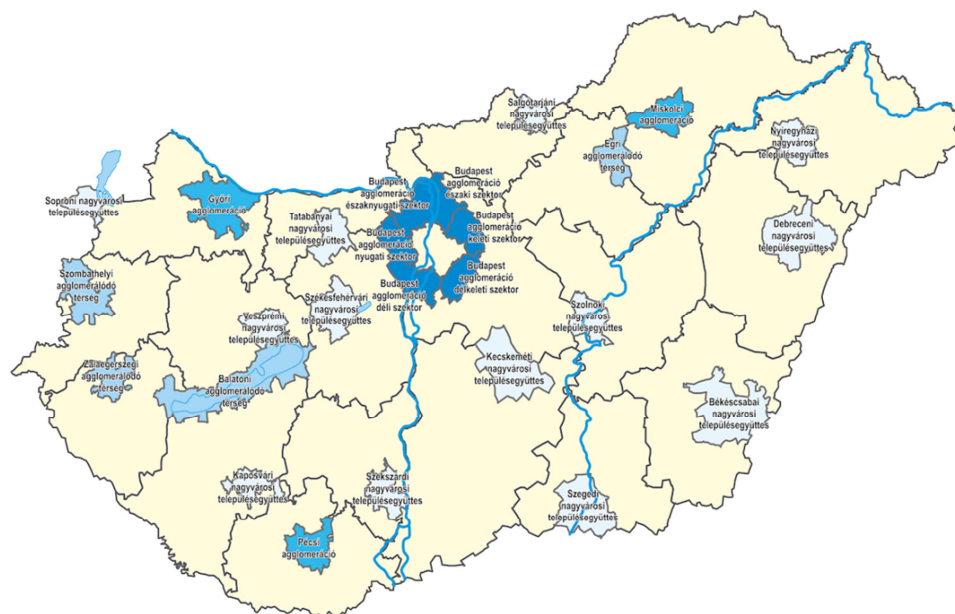 Salgótarjáni
nagyvárosi
településegyüttes
Miskolci
agglomeráció
Egri
agglomerálódó
térség
Nyíregyházi
nagyvárosi
településegyüttes
Soproni nagyvárosi
településegyüttes
Győri
agglomeráció
Tatabányai
nagyvárosi
településegyüttes
Budapest
agglomeráció
északnyugati szektor
Budapest
agglomeráció
északi szektor
Budapest
agglomeráció
keleti szektor
Budapest
agglomeráció
nyugati szektor
Budapest
agglomeráció
délkeleti szektor
Budapest
agglomeráció
déli szektor
Debreceni
nagyvárosi
településegyüttes
Szombathelyi
agglomerálódó
térség
Székesfehérvári
nagyvárosi
településegyüttes
Veszprémi
nagyvárosi
településegyüttes
Szolnoki
nagyvárosi
településegyüttes
Zalaegerszegi
agglomerálódó
térség
Balatoni
agglomerálódó
térség
Kecskeméti
nagyvárosi
településegyüttes
Békéscsabai
nagyvárosi
településegyüttes
Kaposvári
nagyvárosi
településegyüttes
Szekszárdi
nagyvárosi
településegyüttes
Szegedi
nagyvárosi
településegyüttes
Pécsi
agglomeráció